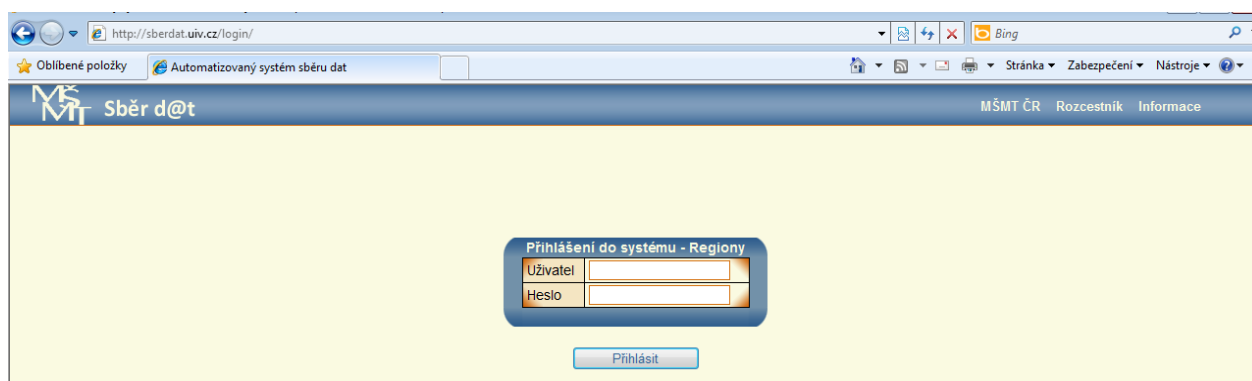 http://sberdat.uiv.cz/login/ Bing
Oblíbené položky Automatizovaný systém sběru dat Stránka Zabezpečení Nástroje
MŠMT Sběr d@t MŠMT ČR Rozcestník Informace
Přihlášení do systému - Regiony
Uživatel
Heslo
Přihlásit